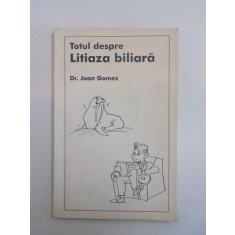 Totul despre
Litiaza biliară
Dr. Joan Gomez